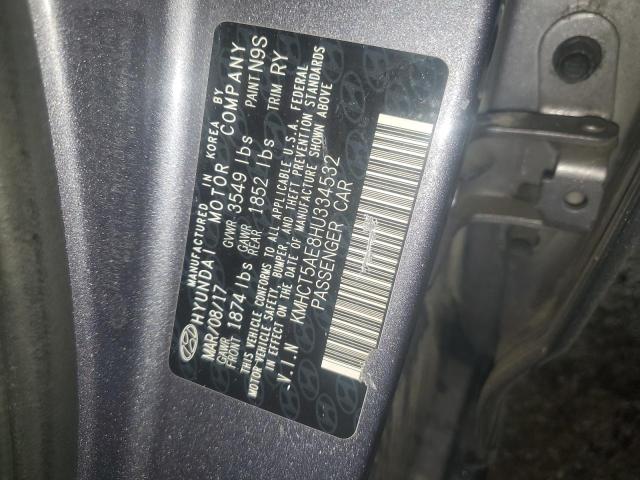 MANUFACTURED IN KOREA BY
HYUNDAI MOTOR COMPANY
MAR/08/17 GVWR 3549 lbs PAINT N9S
GAWR FRONT 1874 lbs GAWR REAR 1852 lbs TRIM RY
THIS VEHICLE CONFORMS TO ALL APPLICABLE U.S.A. FEDERAL
MOTOR VEHICLE SAFETY, BUMPER, AND THEFT PREVENTION STANDARDS
IN EFFECT ON THE DATE OF MANUFACTURE SHOWN ABOVE
V.I.N KMHCT5AE8HU334532
PASSENGER CAR